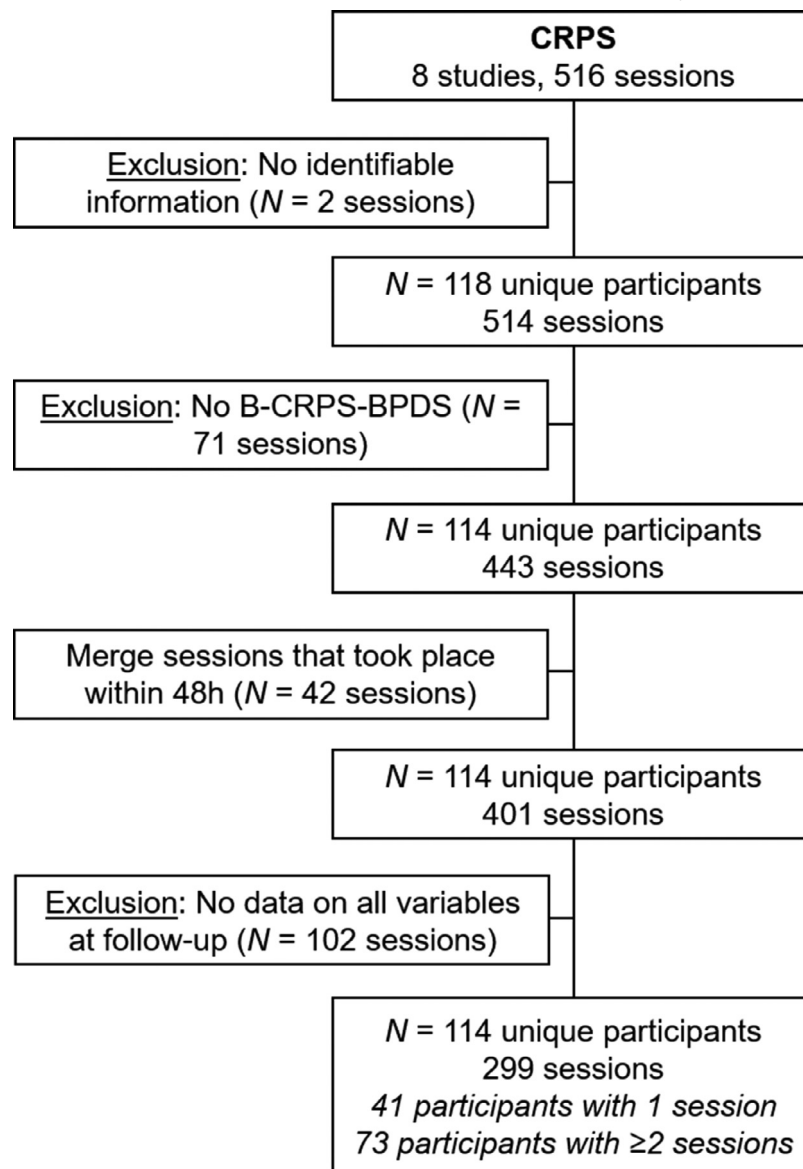 CRPS
8 studies, 516 sessions
Exclusion: No identifiable
information (N = 2 sessions)
N = 118 unique participants
514 sessions
Exclusion: No B-CRPS-BPDS (N =
71 sessions)
N = 114 unique participants
443 sessions
Merge sessions that took place
within 48h (N = 42 sessions)
N = 114 unique participants
401 sessions
Exclusion: No data on all variables
at follow-up (N = 102 sessions)
N = 114 unique participants
299 sessions
41 participants with 1 session
73 participants with ≥2 sessions